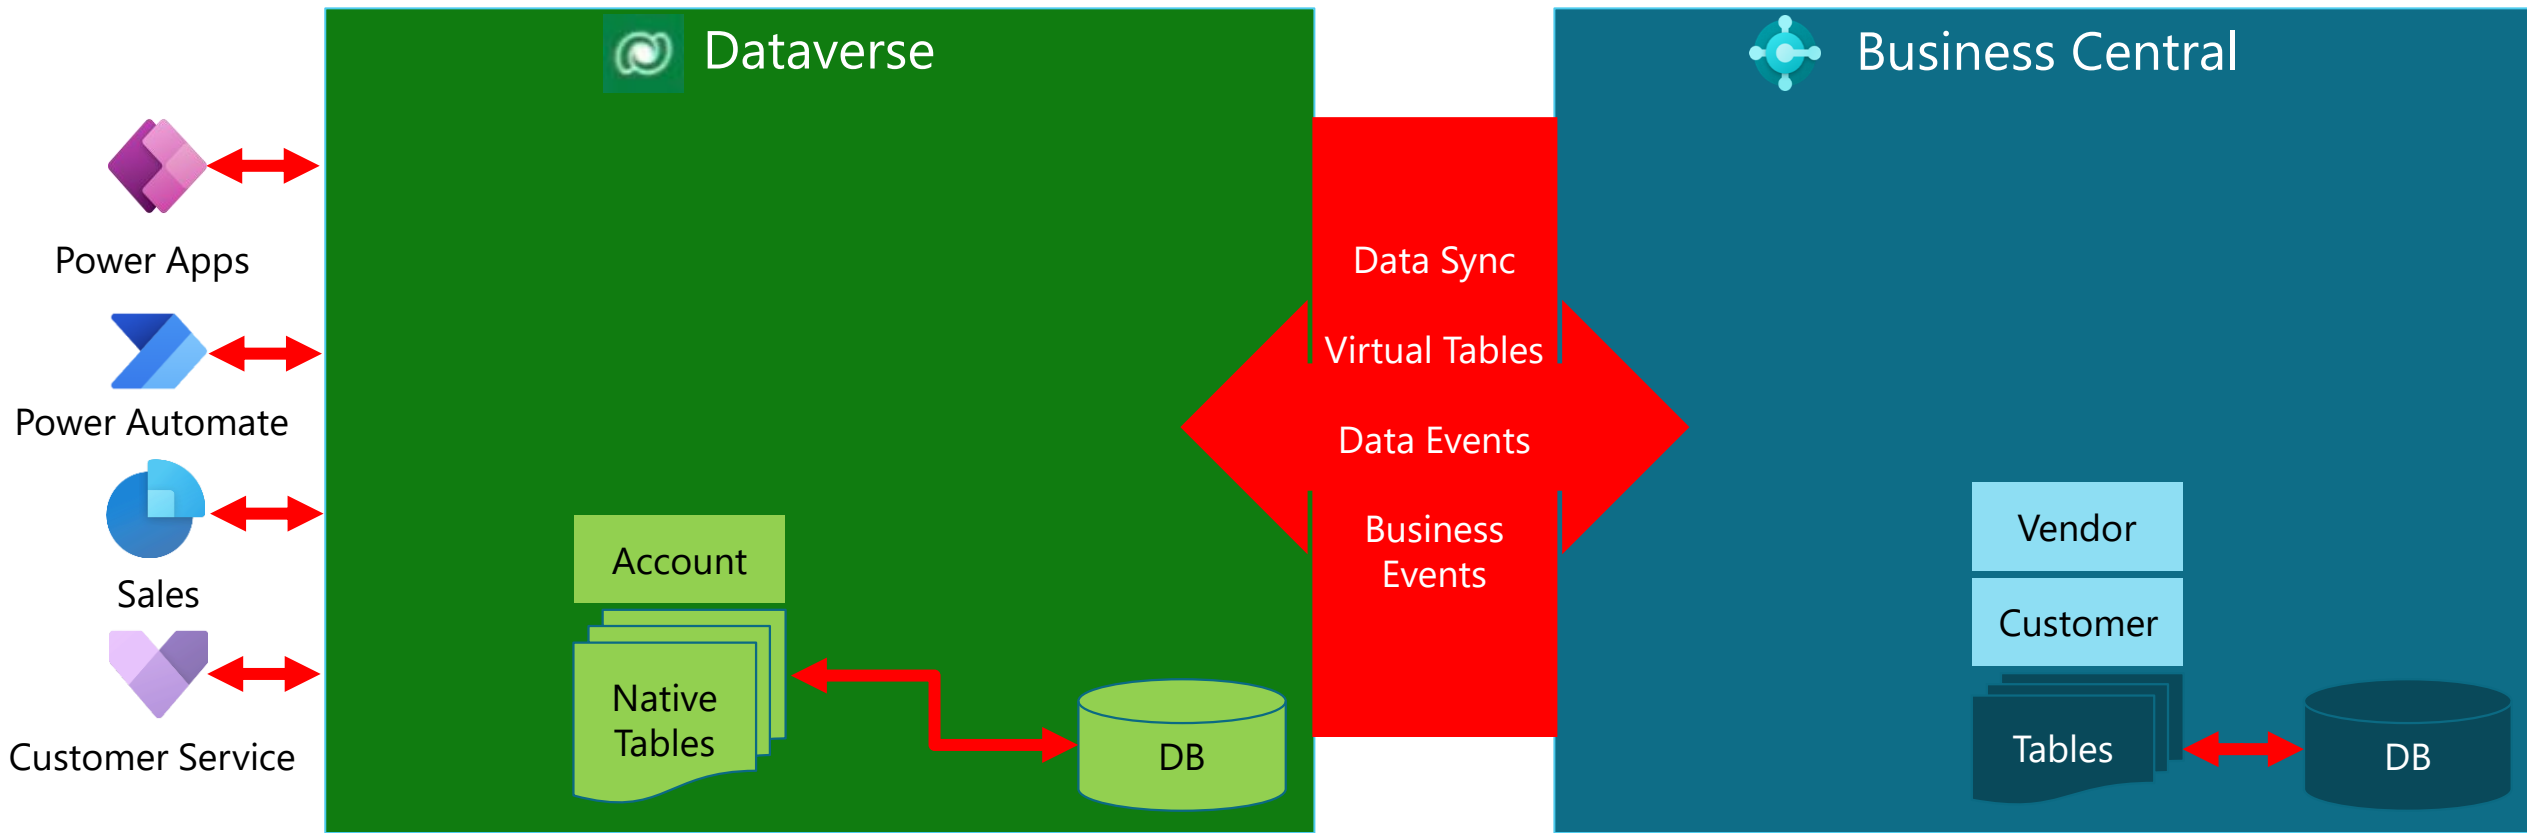 Dataverse
Business Central
Power Apps
Power Automate
Sales
Customer Service
Account
Native
Tables
DB
Data Sync
Virtual Tables
Data Events
Business
Events
Vendor
Customer
Tables
DB